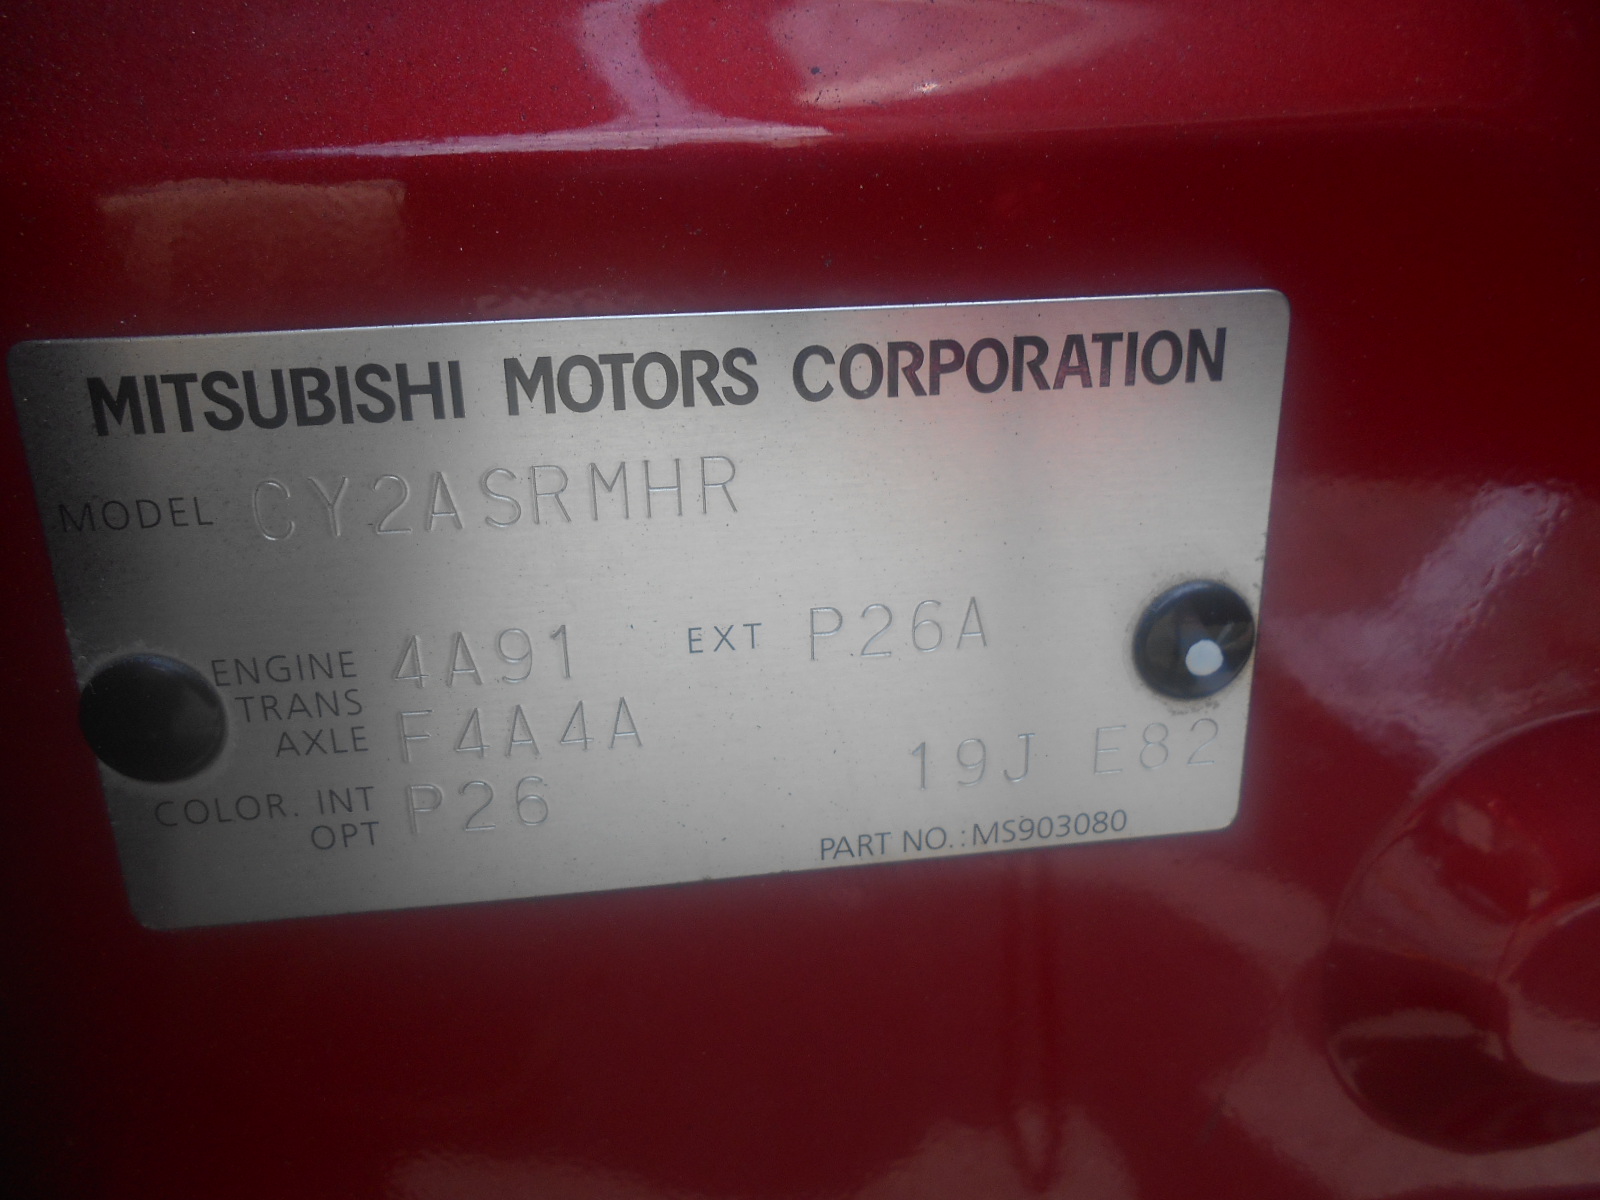 MITSUBISHI MOTORS CORPORATION
MODEL CY2ASRMHR
ENGINE 4A91 EXT P26A
TRANS
AXLE F4A4A
19J E82
COLOR. INT P26
OPT
PART NO.:MS903080